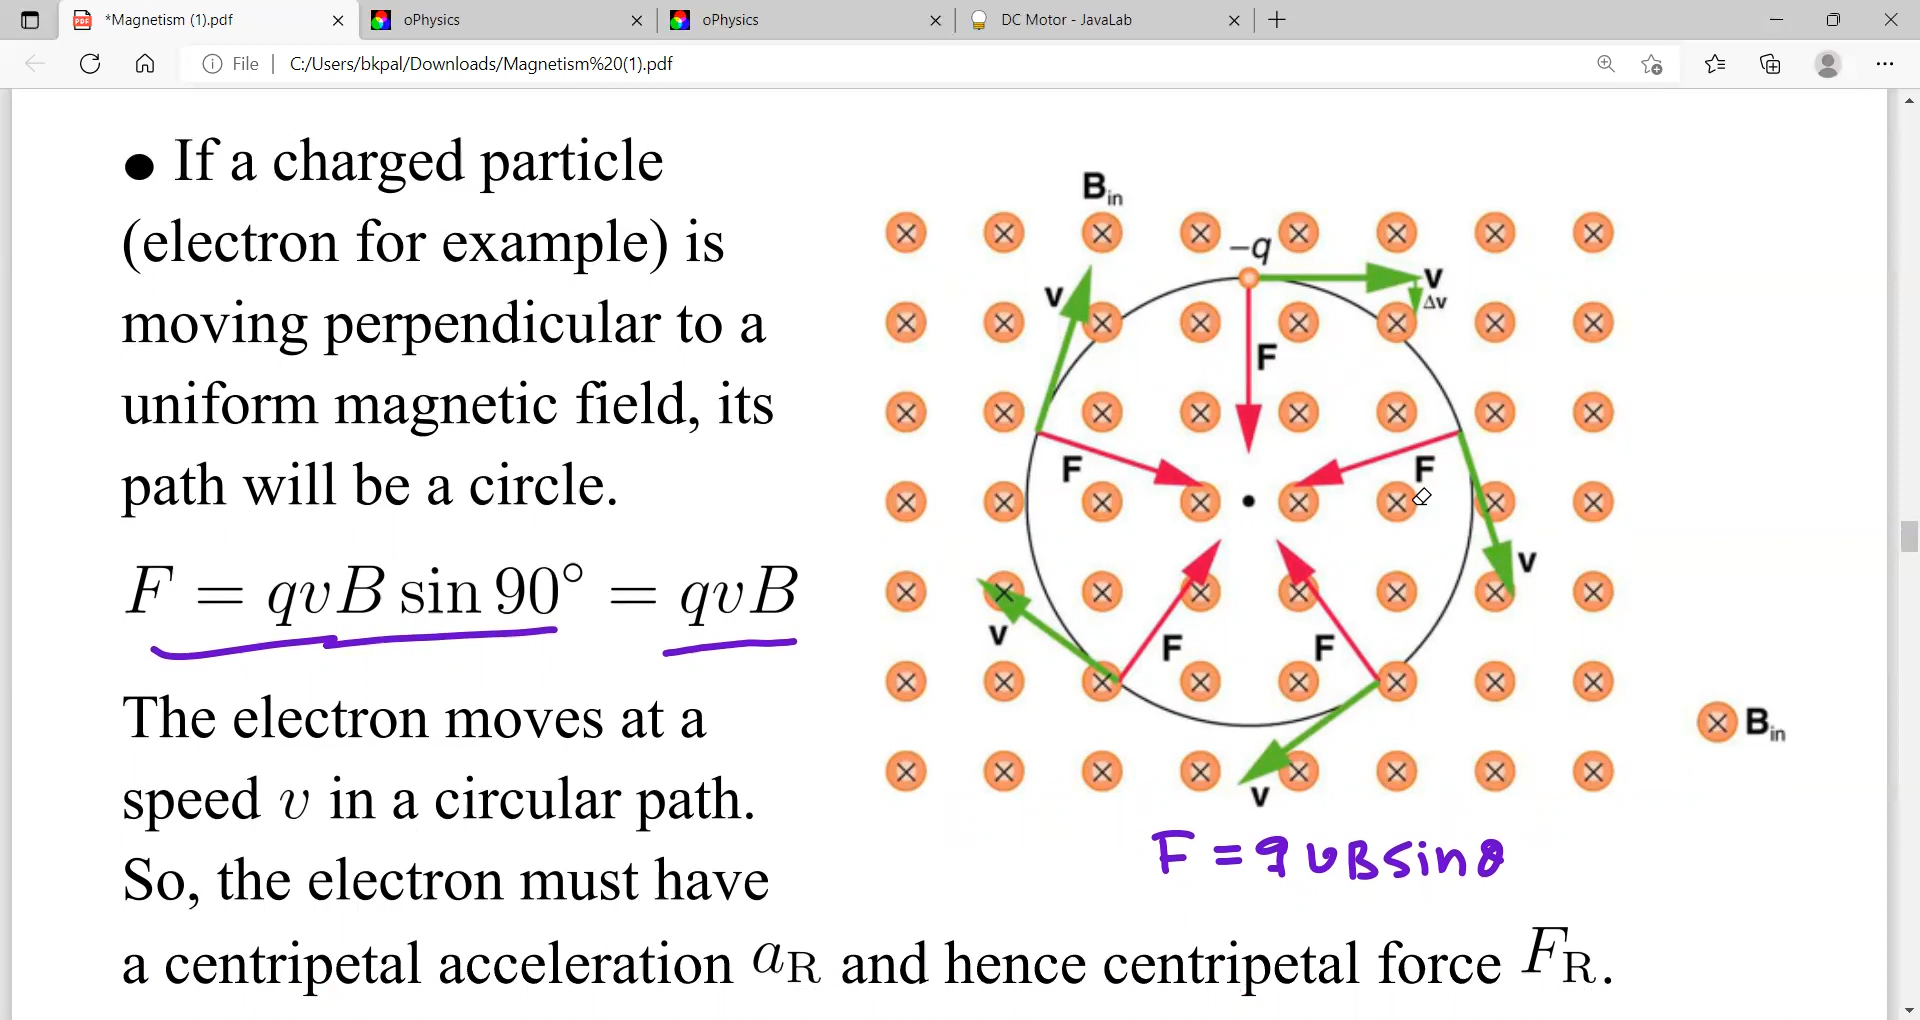 *Magnetism (1).pdf
oPhysics
oPhysics
DC Motor - JavaLab
File
C:/Users/bkpal/Downloads/Magnetism%20(1).pdf
● If a charged particle
(electron for example) is
moving perpendicular to a
uniform magnetic field, its
path will be a circle.
F = qvB sin 90° = qvB
The electron moves at a
speed v in a circular path.
So, the electron must have
a centripetal acceleration aR and hence centripetal force FR.
Bin
−q
v
Δv
v
F
F
F
v
v
F
F
v
Bin
F = qvBsinθ